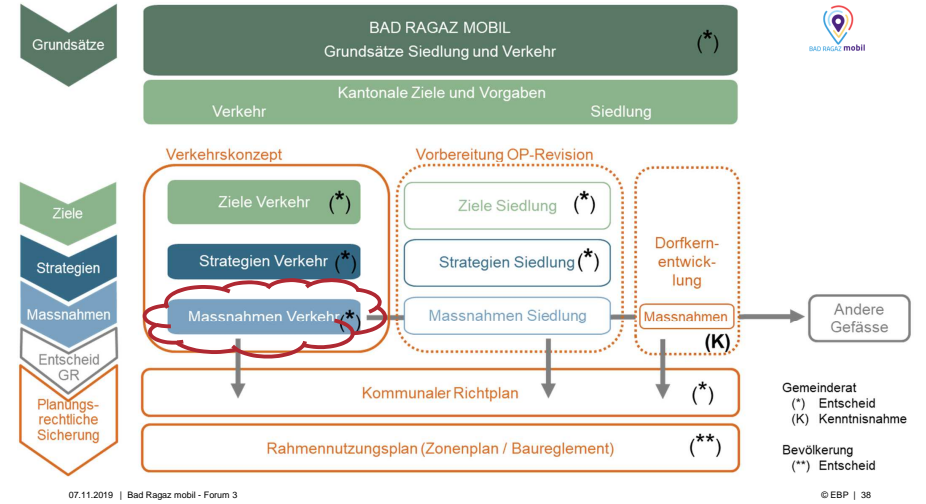 Grundsätze
BAD RAGAZ MOBIL
Grundsätze Siedlung und Verkehr
(*)
BAD RAGAZ mobil
Kantonale Ziele und Vorgaben
Verkehr
Siedlung
Verkehrskonzept
Vorbereitung OP-Revision
Ziele
Ziele Verkehr (*)
Ziele Siedlung (*)
Strategien
Strategien Verkehr (*)
Strategien Siedlung (*)
Dorfkern-
entwick-
lung
Massnahmen
Massnahmen Verkehr (*)
Massnahmen Siedlung
Massnahmen
(K)
Andere
Gefässe
Entscheid
GR
Planungs-
rechtliche
Sicherung
Kommunaler Richtplan (*)
Rahmennutzungsplan (Zonenplan / Baureglement) (**)
Gemeinderat
(*) Entscheid
(K) Kenntnisnahme
Bevölkerung
(**) Entscheid
07.11.2019 | Bad Ragaz mobil - Forum 3
© EBP | 38